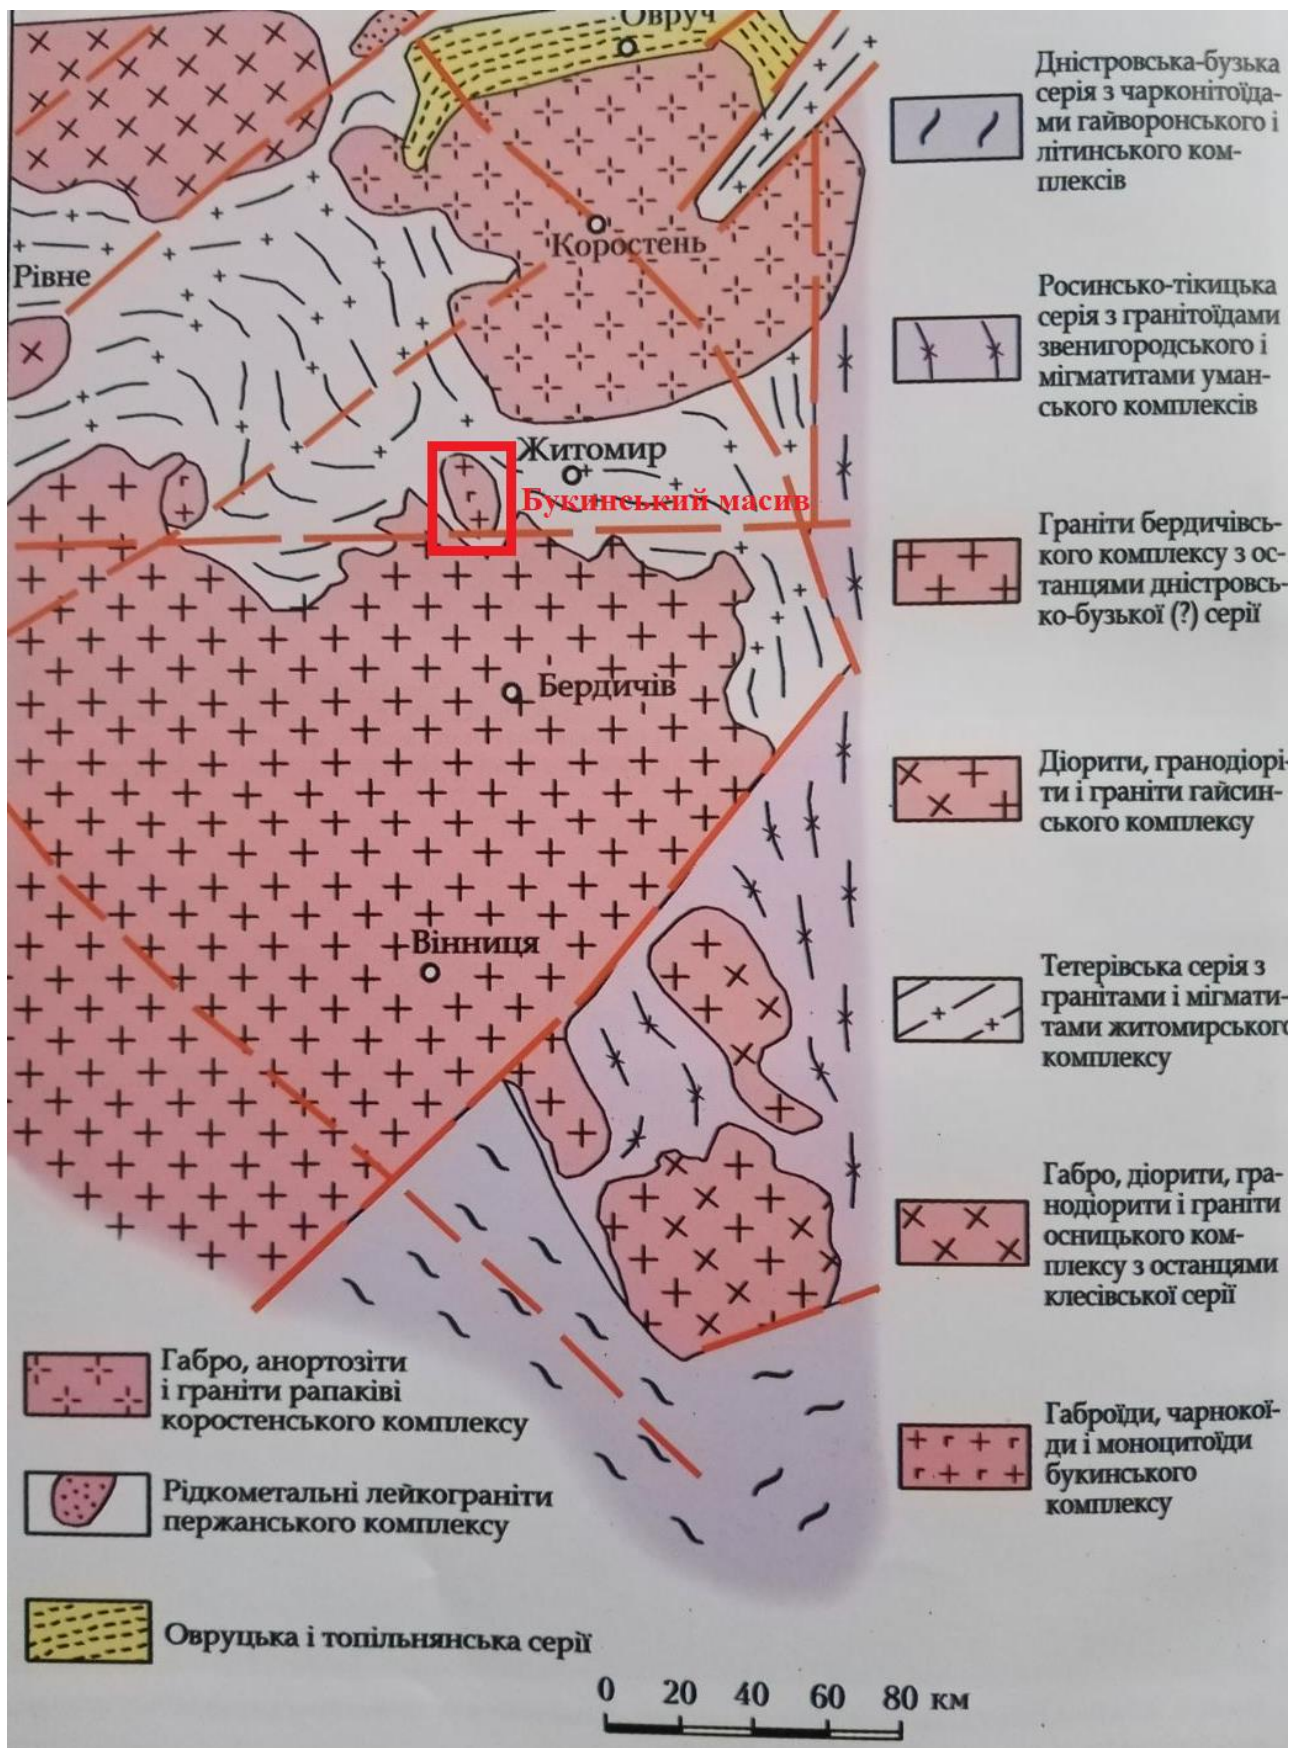 Овруч
Коростень
Рівне
Житомир
Букинський масив
Бердичів
Вінниця
Дністровська-бузька
серія з чарконітоїда-
ми гайворонського і
літинського ком-
плексів
Росинсько-тікицька
серія з гранітоїдами
звенигородського і
мігматитами уман-
ського комплексів
Граніти бердичівсь-
кого комплексу з ос-
танцями дністровсь-
ко-бузької (?) серії
Діорити, гранодіорі-
ти і граніти гайсин-
ського комплексу
Тетерівська серія з
гранітами і мігмати-
тами житомирського
комплексу
Габро, діорити, гра-
нодіорити і граніти
осницького ком-
плексу з останцями
клесівської серії
Габроїди, чарнокої-
ди і моноцитоїди
букинського
комплексу
Габро, анортозіти
і граніти рапаківі
коростенського комплексу
Рідкометальні лейкограніти
пержанського комплексу
Овруцька і топільнянська серії
0 20 40 60 80 км